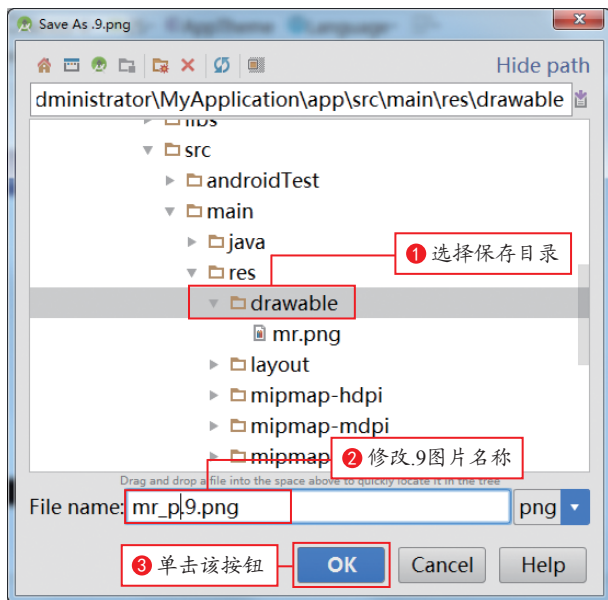 Save As .9.png
Hide path
dministrator\MyApplication\app\src\main\res\drawable
libs
src
androidTest
main
java
❶ 选择保存目录
res
drawable
mr.png
layout
mipmap-hdpi
mipmap-mdpi
mipmap
❷ 修改.9图片名称
Drag and drop a file into the space above to quickly locate it in the tree
File name: mr_p.9.png png
❸ 单击该按钮 OK Cancel Help